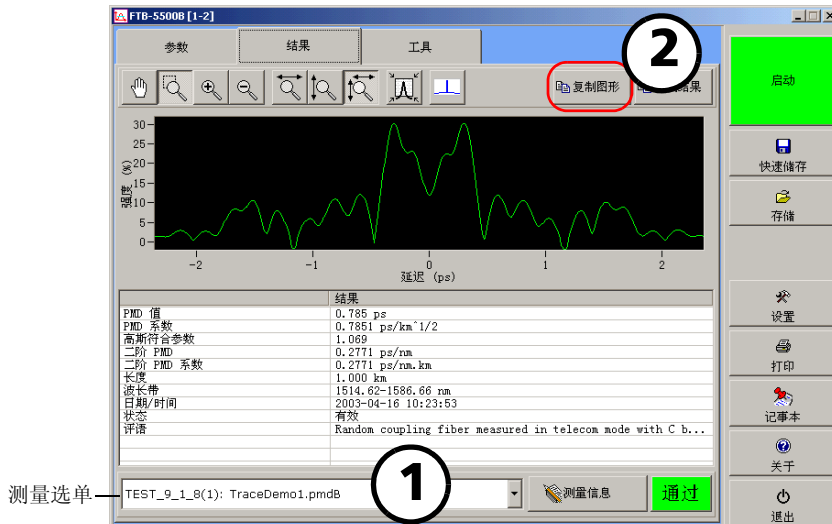 FTB-5500B [1-2]
参数
结果
工具
2
复制图形
结果
启动
快速储存
存储
设置
打印
记事本
关于
退出
强度 (%)
30
25
20
15
10
5
0
-2
-1
0
1
2
延迟 (ps)
结果
PMD 值 0.785 ps
PMD 系数 0.7851 ps/km^1/2
高斯符合参数 1.069
二阶 PMD 0.2771 ps/nm
二阶 PMD 系数 0.2771 ps/nm.km
长度 1.000 km
波长带 1514.62-1586.66 nm
日期/时间 2003-04-16 10:23:53
状态 有效
评语 Random coupling fiber measured in telecom mode with C b...
测量选单
TEST_9_1_8(1): TraceDemo1.pmdB
1
测量信息
通过